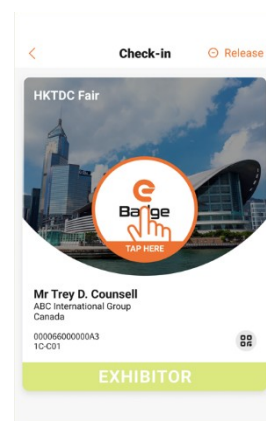 Check-in
Release
HKTDC Fair
e
Badge
TAP HERE
Mr Trey D. Counsell
ABC International Group
Canada
000066000000A3
1C-C01
EXHIBITOR